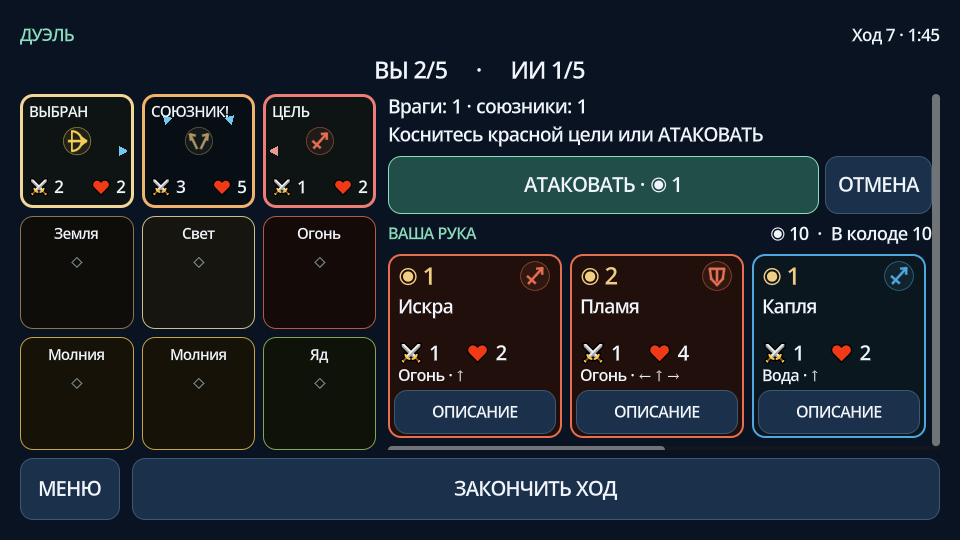 ДУЭЛЬ
Ход 7 · 1:45
ВЫ 2/5 · ИИ 1/5
ВЫБРАН
2 2
СОЮЗНИК!
3 5
ЦЕЛЬ
1 2
Земля
Свет
Огонь
Молния
Молния
Яд
Враги: 1 · союзники: 1
Коснитесь красной цели или АТАКОВАТЬ
АТАКОВАТЬ · ◉ 1
ОТМЕНА
ВАША РУКА
◉ 10 · В колоде 10
◉ 1
Искра
1 2
Огонь · ↑
ОПИСАНИЕ
◉ 2
Пламя
1 4
Огонь · ← ↑ →
ОПИСАНИЕ
◉ 1
Капля
1 2
Вода · ↑
ОПИСАНИЕ
МЕНЮ
ЗАКОНЧИТЬ ХОД